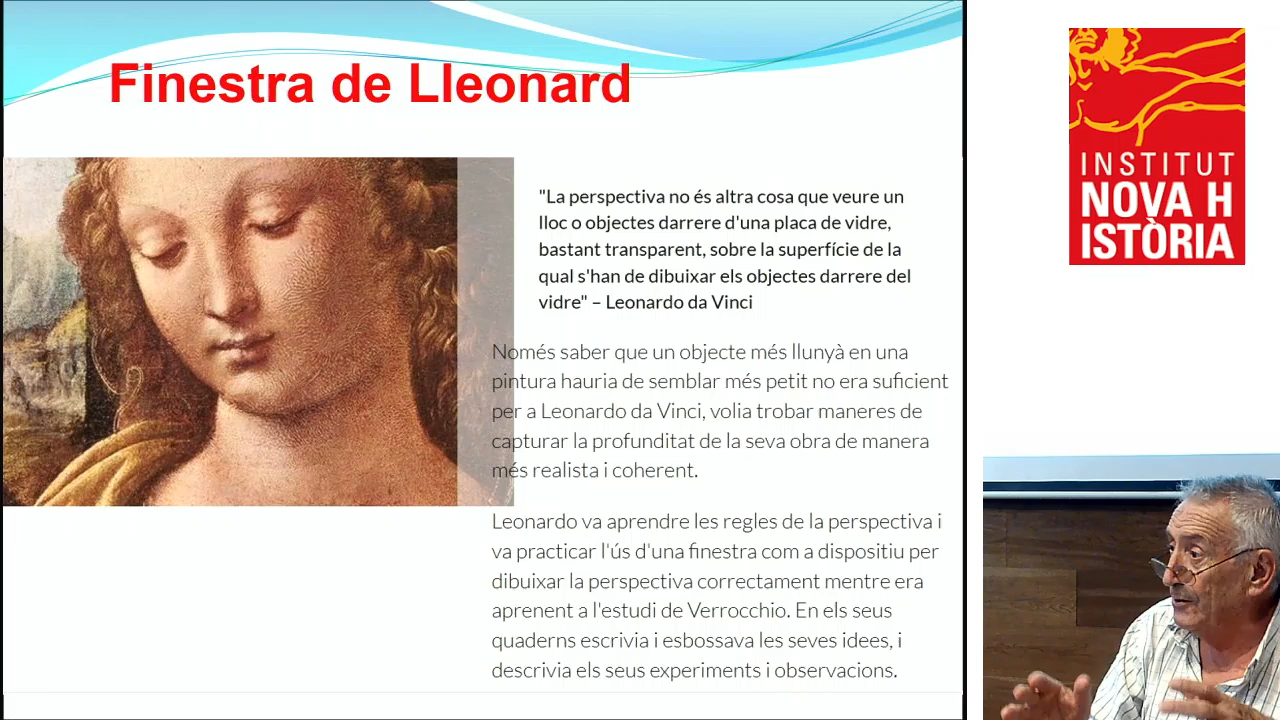 Finestra de Lleonard
"La perspectiva no és altra cosa que veure un
lloc o objectes darrere d'una placa de vidre,
bastant transparent, sobre la superfície de la
qual s'han de dibuixar els objectes darrere del
vidre" – Leonardo da Vinci
Només saber que un objecte més llunyà en una
pintura hauria de semblar més petit no era suficient
per a Leonardo da Vinci, volia trobar maneres de
capturar la profunditat de la seva obra de manera
més realista i coherent.
Leonardo va aprendre les regles de la perspectiva i
va practicar l'ús d'una finestra com a dispositiu per
dibuixar la perspectiva correctament mentre era
aprenent a l'estudi de Verrocchio. En els seus
quaderns escrivia i esbossava les seves idees, i
descrivia els seus experiments i observacions.
INSTITUT
NOVA H
ISTÒRIA